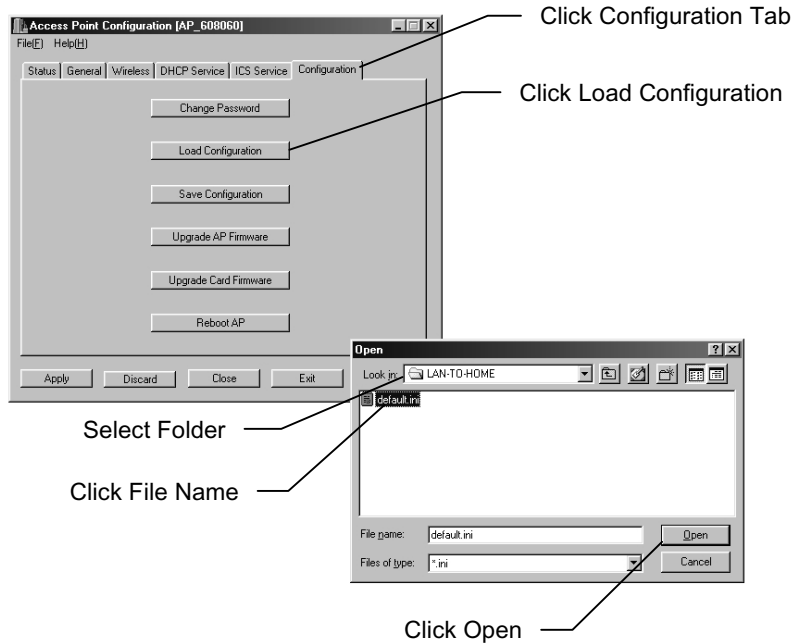 Access Point Configuration [AP_608060]
File(F) Help(H)
Status General Wireless DHCP Service ICS Service Configuration
Change Password
Load Configuration
Save Configuration
Upgrade AP Firmware
Upgrade Card Firmware
Reboot AP
Apply Discard Close Exit
Click Configuration Tab
Click Load Configuration
Open
Look in: LAN-TO-HOME
default.ini
File name: default.ini Open
Files of type: *.ini Cancel
Select Folder
Click File Name
Click Open